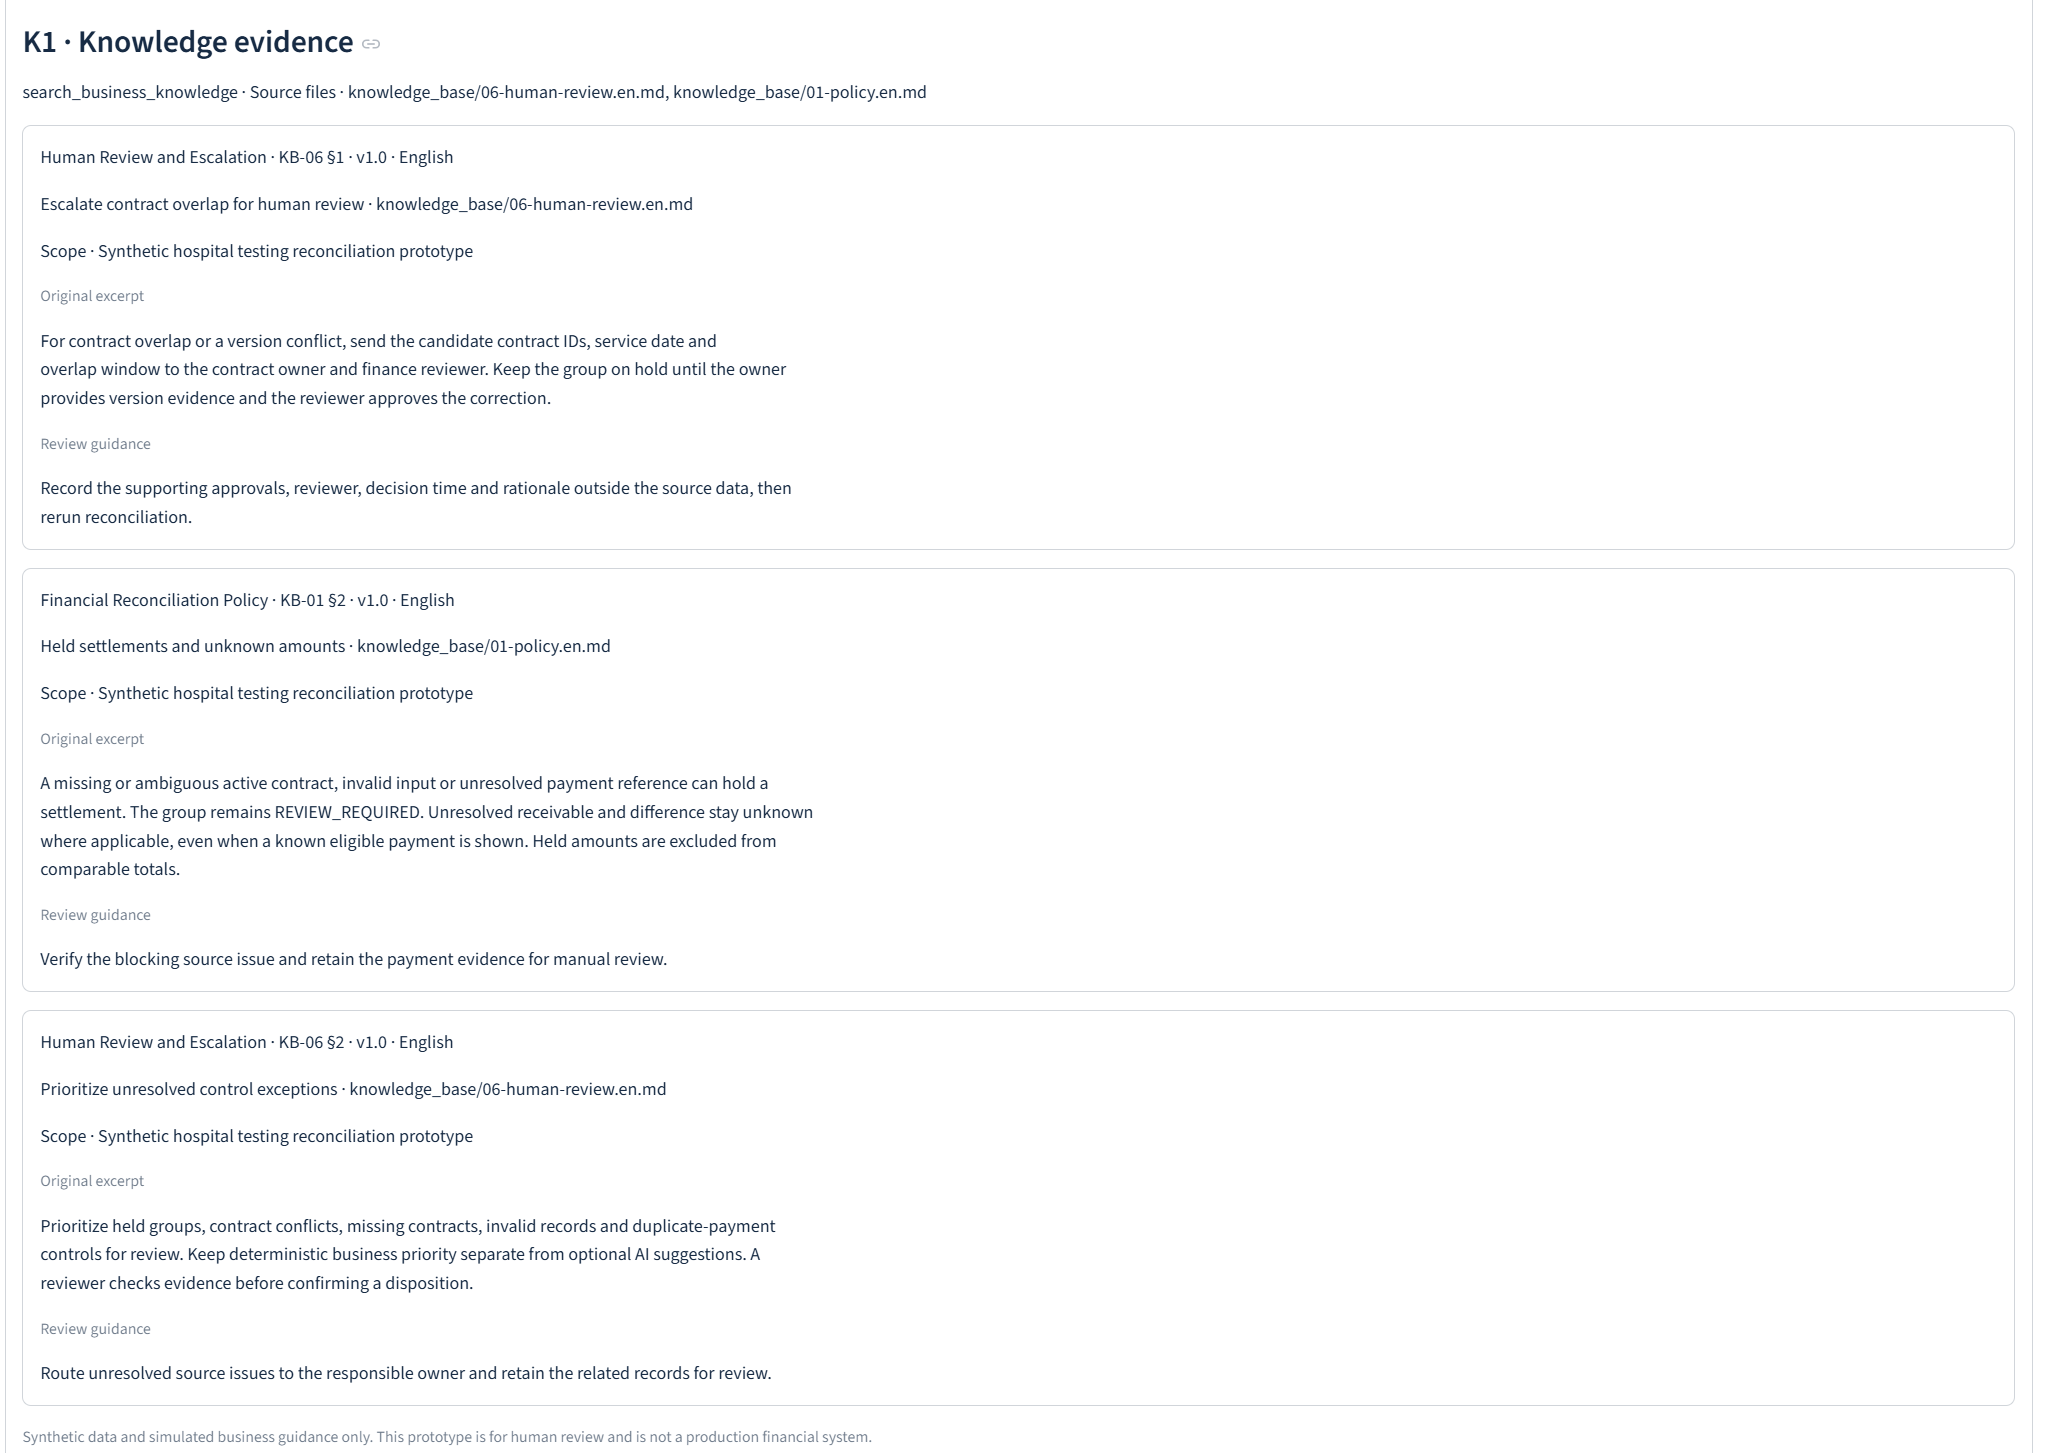 K1 · Knowledge evidence
search_business_knowledge · Source files · knowledge_base/06-human-review.en.md, knowledge_base/01-policy.en.md
Human Review and Escalation · KB-06 §1 · v1.0 · English
Escalate contract overlap for human review · knowledge_base/06-human-review.en.md
Scope · Synthetic hospital testing reconciliation prototype
Original excerpt
For contract overlap or a version conflict, send the candidate contract IDs, service date and
overlap window to the contract owner and finance reviewer. Keep the group on hold until the owner
provides version evidence and the reviewer approves the correction.
Review guidance
Record the supporting approvals, reviewer, decision time and rationale outside the source data, then
rerun reconciliation.
Financial Reconciliation Policy · KB-01 §2 · v1.0 · English
Held settlements and unknown amounts · knowledge_base/01-policy.en.md
Scope · Synthetic hospital testing reconciliation prototype
Original excerpt
A missing or ambiguous active contract, invalid input or unresolved payment reference can hold a
settlement. The group remains REVIEW_REQUIRED. Unresolved receivable and difference stay unknown
where applicable, even when a known eligible payment is shown. Held amounts are excluded from
comparable totals.
Review guidance
Verify the blocking source issue and retain the payment evidence for manual review.
Human Review and Escalation · KB-06 §2 · v1.0 · English
Prioritize unresolved control exceptions · knowledge_base/06-human-review.en.md
Scope · Synthetic hospital testing reconciliation prototype
Original excerpt
Prioritize held groups, contract conflicts, missing contracts, invalid records and duplicate-payment
controls for review. Keep deterministic business priority separate from optional AI suggestions. A
reviewer checks evidence before confirming a disposition.
Review guidance
Route unresolved source issues to the responsible owner and retain the related records for review.
Synthetic data and simulated business guidance only. This prototype is for human review and is not a production financial system.